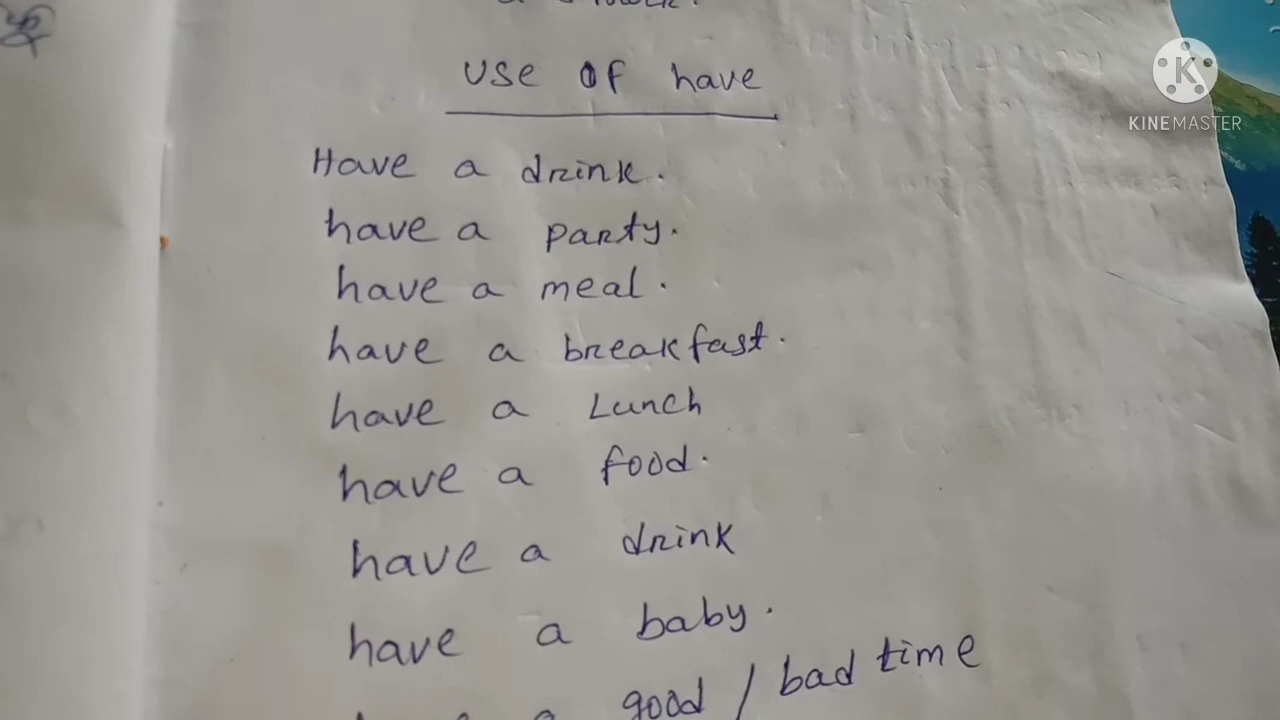 use of have
KINEMASTER
Have a drink.
have a party.
have a meal.
have a breakfast.
have a Lunch
have a food.
have a drink
have a baby.
a good / bad time